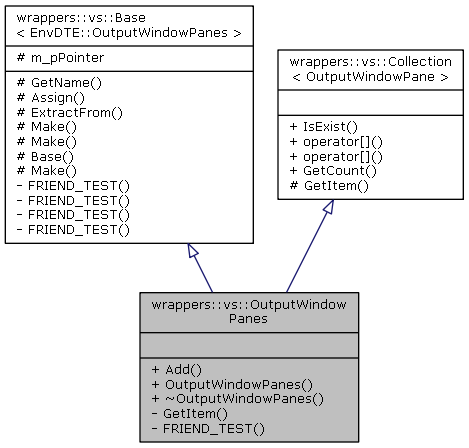 wrappers::vs::Base
< EnvDTE::OutputWindowPanes >
# m_pPointer
# GetName()
# Assign()
# ExtractFrom()
# Make()
# Make()
# Base()
# Make()
- FRIEND_TEST()
- FRIEND_TEST()
- FRIEND_TEST()
- FRIEND_TEST()
wrappers::vs::Collection
< OutputWindowPane >
+ IsExist()
+ operator[]()
+ operator[]()
+ GetCount()
# GetItem()
wrappers::vs::OutputWindow
Panes
+ Add()
+ OutputWindowPanes()
+ ~OutputWindowPanes()
- GetItem()
- FRIEND_TEST()